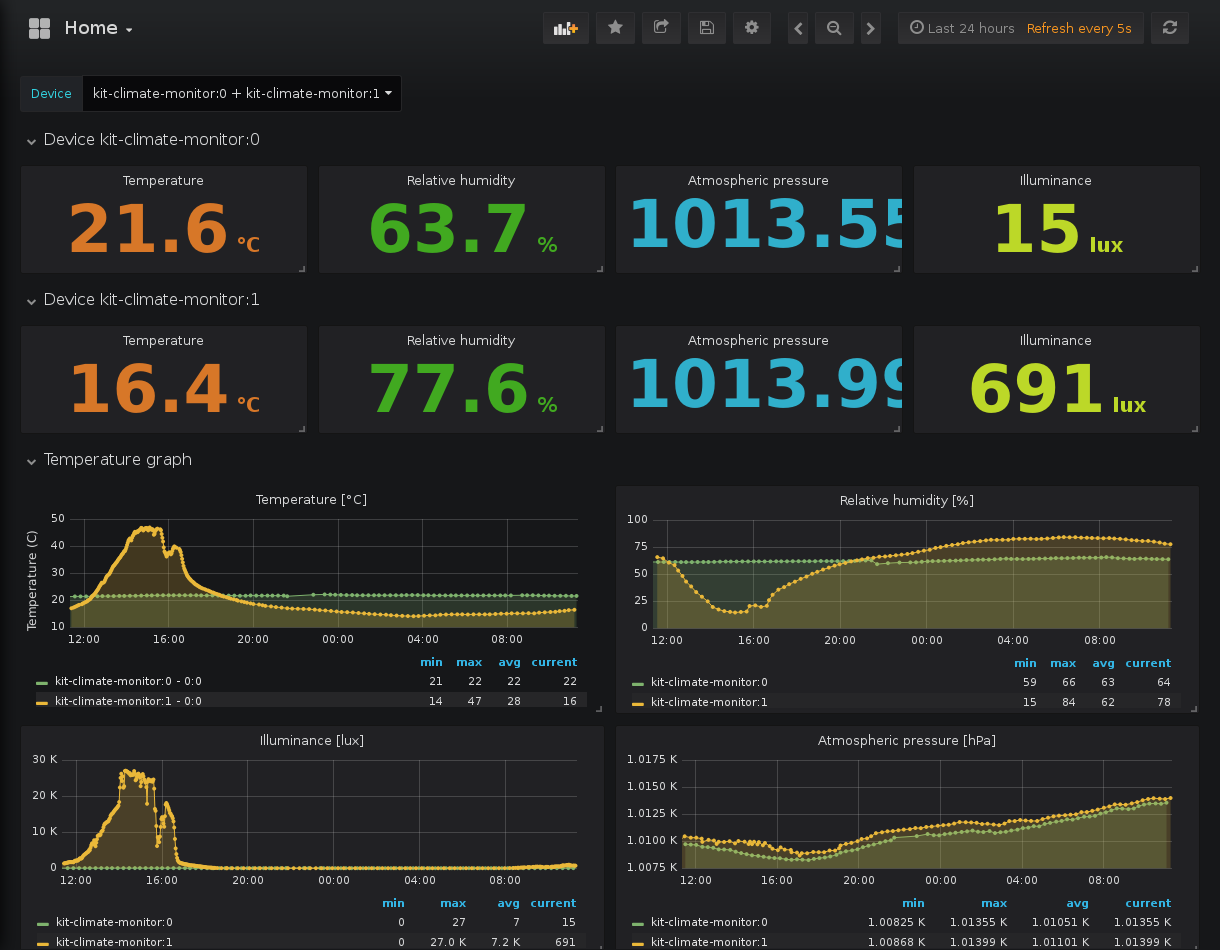 Home
Last 24 hours Refresh every 5s
Device kit-climate-monitor:0 + kit-climate-monitor:1
Device kit-climate-monitor:0
Temperature Relative humidity Atmospheric pressure Illuminance
21.6 °C 63.7 % 1013.55 15 lux
Device kit-climate-monitor:1
Temperature Relative humidity Atmospheric pressure Illuminance
16.4 °C 77.6 % 1013.99 691 lux
Temperature graph
Temperature [°C]
Temperature (C)
50
40
30
20
10
12:00 16:00 20:00 00:00 04:00 08:00
min max avg current
kit-climate-monitor:0 - 0:0 21 22 22 22
kit-climate-monitor:1 - 0:0 14 47 28 16
Relative humidity [%]
100
75
50
25
0
12:00 16:00 20:00 00:00 04:00 08:00
min max avg current
kit-climate-monitor:0 59 66 63 64
kit-climate-monitor:1 15 84 62 78
Illuminance [lux]
30 K
20 K
10 K
0
12:00 16:00 20:00 00:00 04:00 08:00
min max avg current
kit-climate-monitor:0 0 27 7 15
kit-climate-monitor:1 0 27.0 K 7.2 K 691
Atmospheric pressure [hPa]
1.0175 K
1.0150 K
1.0125 K
1.0100 K
1.0075 K
12:00 16:00 20:00 00:00 04:00 08:00
min max avg current
kit-climate-monitor:0 1.00825 K 1.01355 K 1.01051 K 1.01355 K
kit-climate-monitor:1 1.00868 K 1.01399 K 1.01101 K 1.01399 K